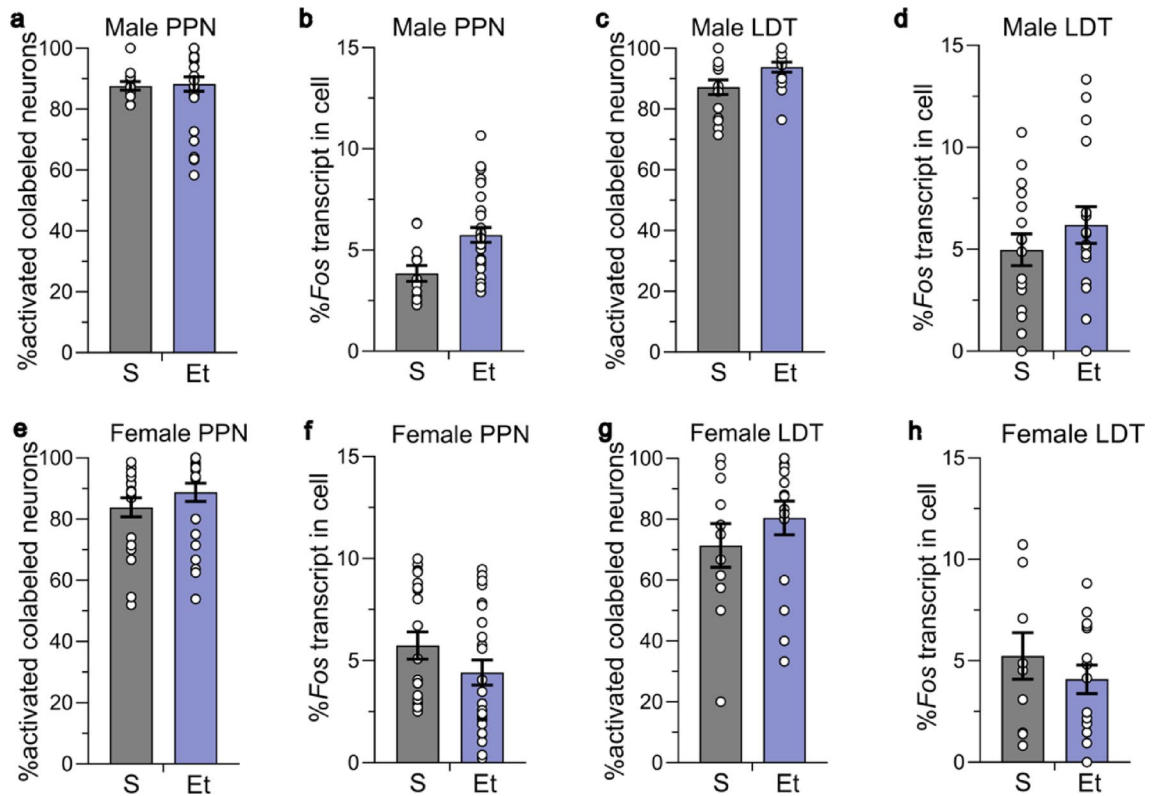 a
Male PPN
%activated colabeled neurons
100
80
60
40
20
0
S Et
b
Male PPN
%Fos transcript in cell
15
10
5
0
S Et
c
Male LDT
%activated colabeled neurons
100
80
60
40
20
0
S Et
d
Male LDT
%Fos transcript in cell
15
10
5
0
S Et
e
Female PPN
%activated colabeled neurons
100
80
60
40
20
0
S Et
f
Female PPN
%Fos transcript in cell
15
10
5
0
S Et
g
Female LDT
%activated colabeled neurons
100
80
60
40
20
0
S Et
h
Female LDT
%Fos transcript in cell
15
10
5
0
S Et